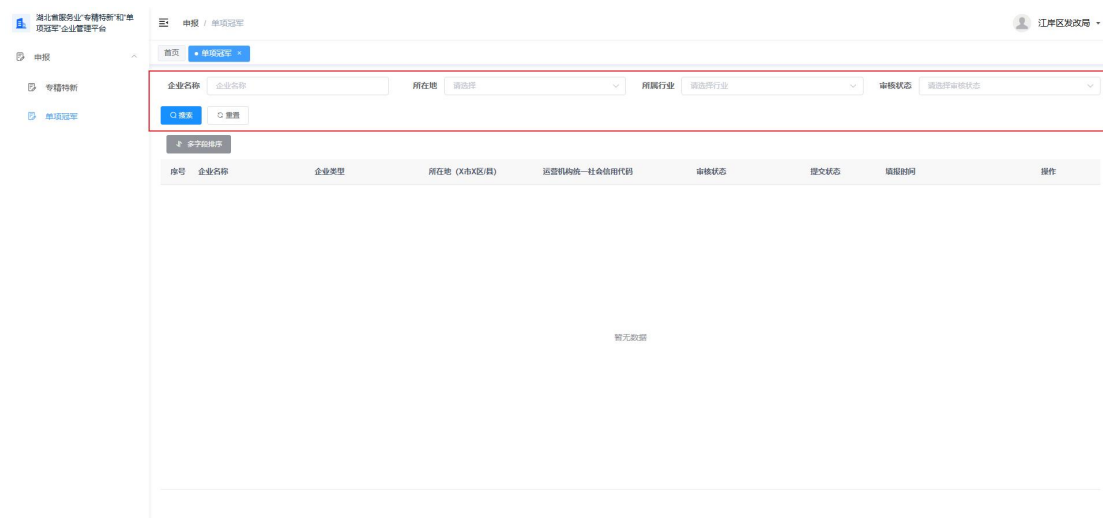 湖北省服务业“专精特新”和“单
项冠军”企业管理平台
申报 / 单项冠军
江岸区发改局
申报
首页
单项冠军 ×
专精特新
单项冠军
企业名称 企业名称 所在地 请选择 所属行业 请选择行业 审核状态 请选择审核状态
搜索 重置
多字段排序
序号 企业名称 企业类型 所在地（X市X区/县） 运营机构统一社会信用代码 审核状态 提交状态 填报时间 操作
暂无数据